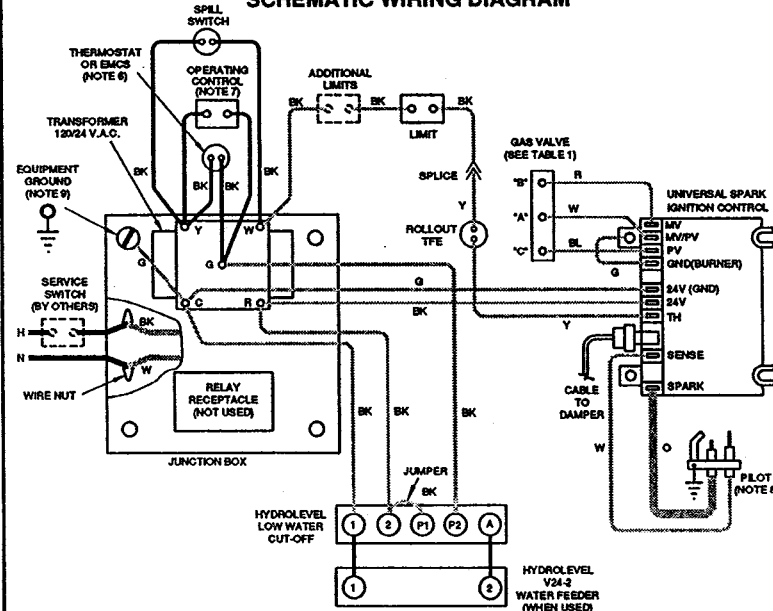 SCHEMATIC WIRING DIAGRAM
SPILL
SWITCH
THERMOSTAT
OR EMCS
(NOTE 6)
OPERATING
CONTROL
(NOTE 7)
ADDITIONAL
LIMITS
BK
BK
BK
LIMIT
TRANSFORMER
120/24 V.A.C.
GAS VALVE
(SEE TABLE 1)
EQUIPMENT
GROUND
(NOTE 9)
BK
BK
BK
BK
SPLICE
"B"
R
UNIVERSAL SPARK
IGNITION CONTROL
Y
"A"
W
Y
W
ROLLOUT
TFE
MV
MV/PV
"C"
BL
PV
G
G
G
GND(BURNER)
SERVICE
SWITCH
(BY OTHERS)
G
24V (GND)
C
R
24V
BK
H
BK
Y
TH
N
W
SENSE
WIRE NUT
RELAY
RECEPTACLE
(NOT USED)
CABLE
TO
DAMPER
SPARK
BK
BK
BK
W
O
JUNCTION BOX
JUMPER
BK
PILOT
(NOTE 8
HYDROLEVEL
LOW WATER
CUT-OFF
1
2
P1
P2
A
1
2
HYDROLEVEL
V24-2
WATER FEEDER
(WHEN USED)